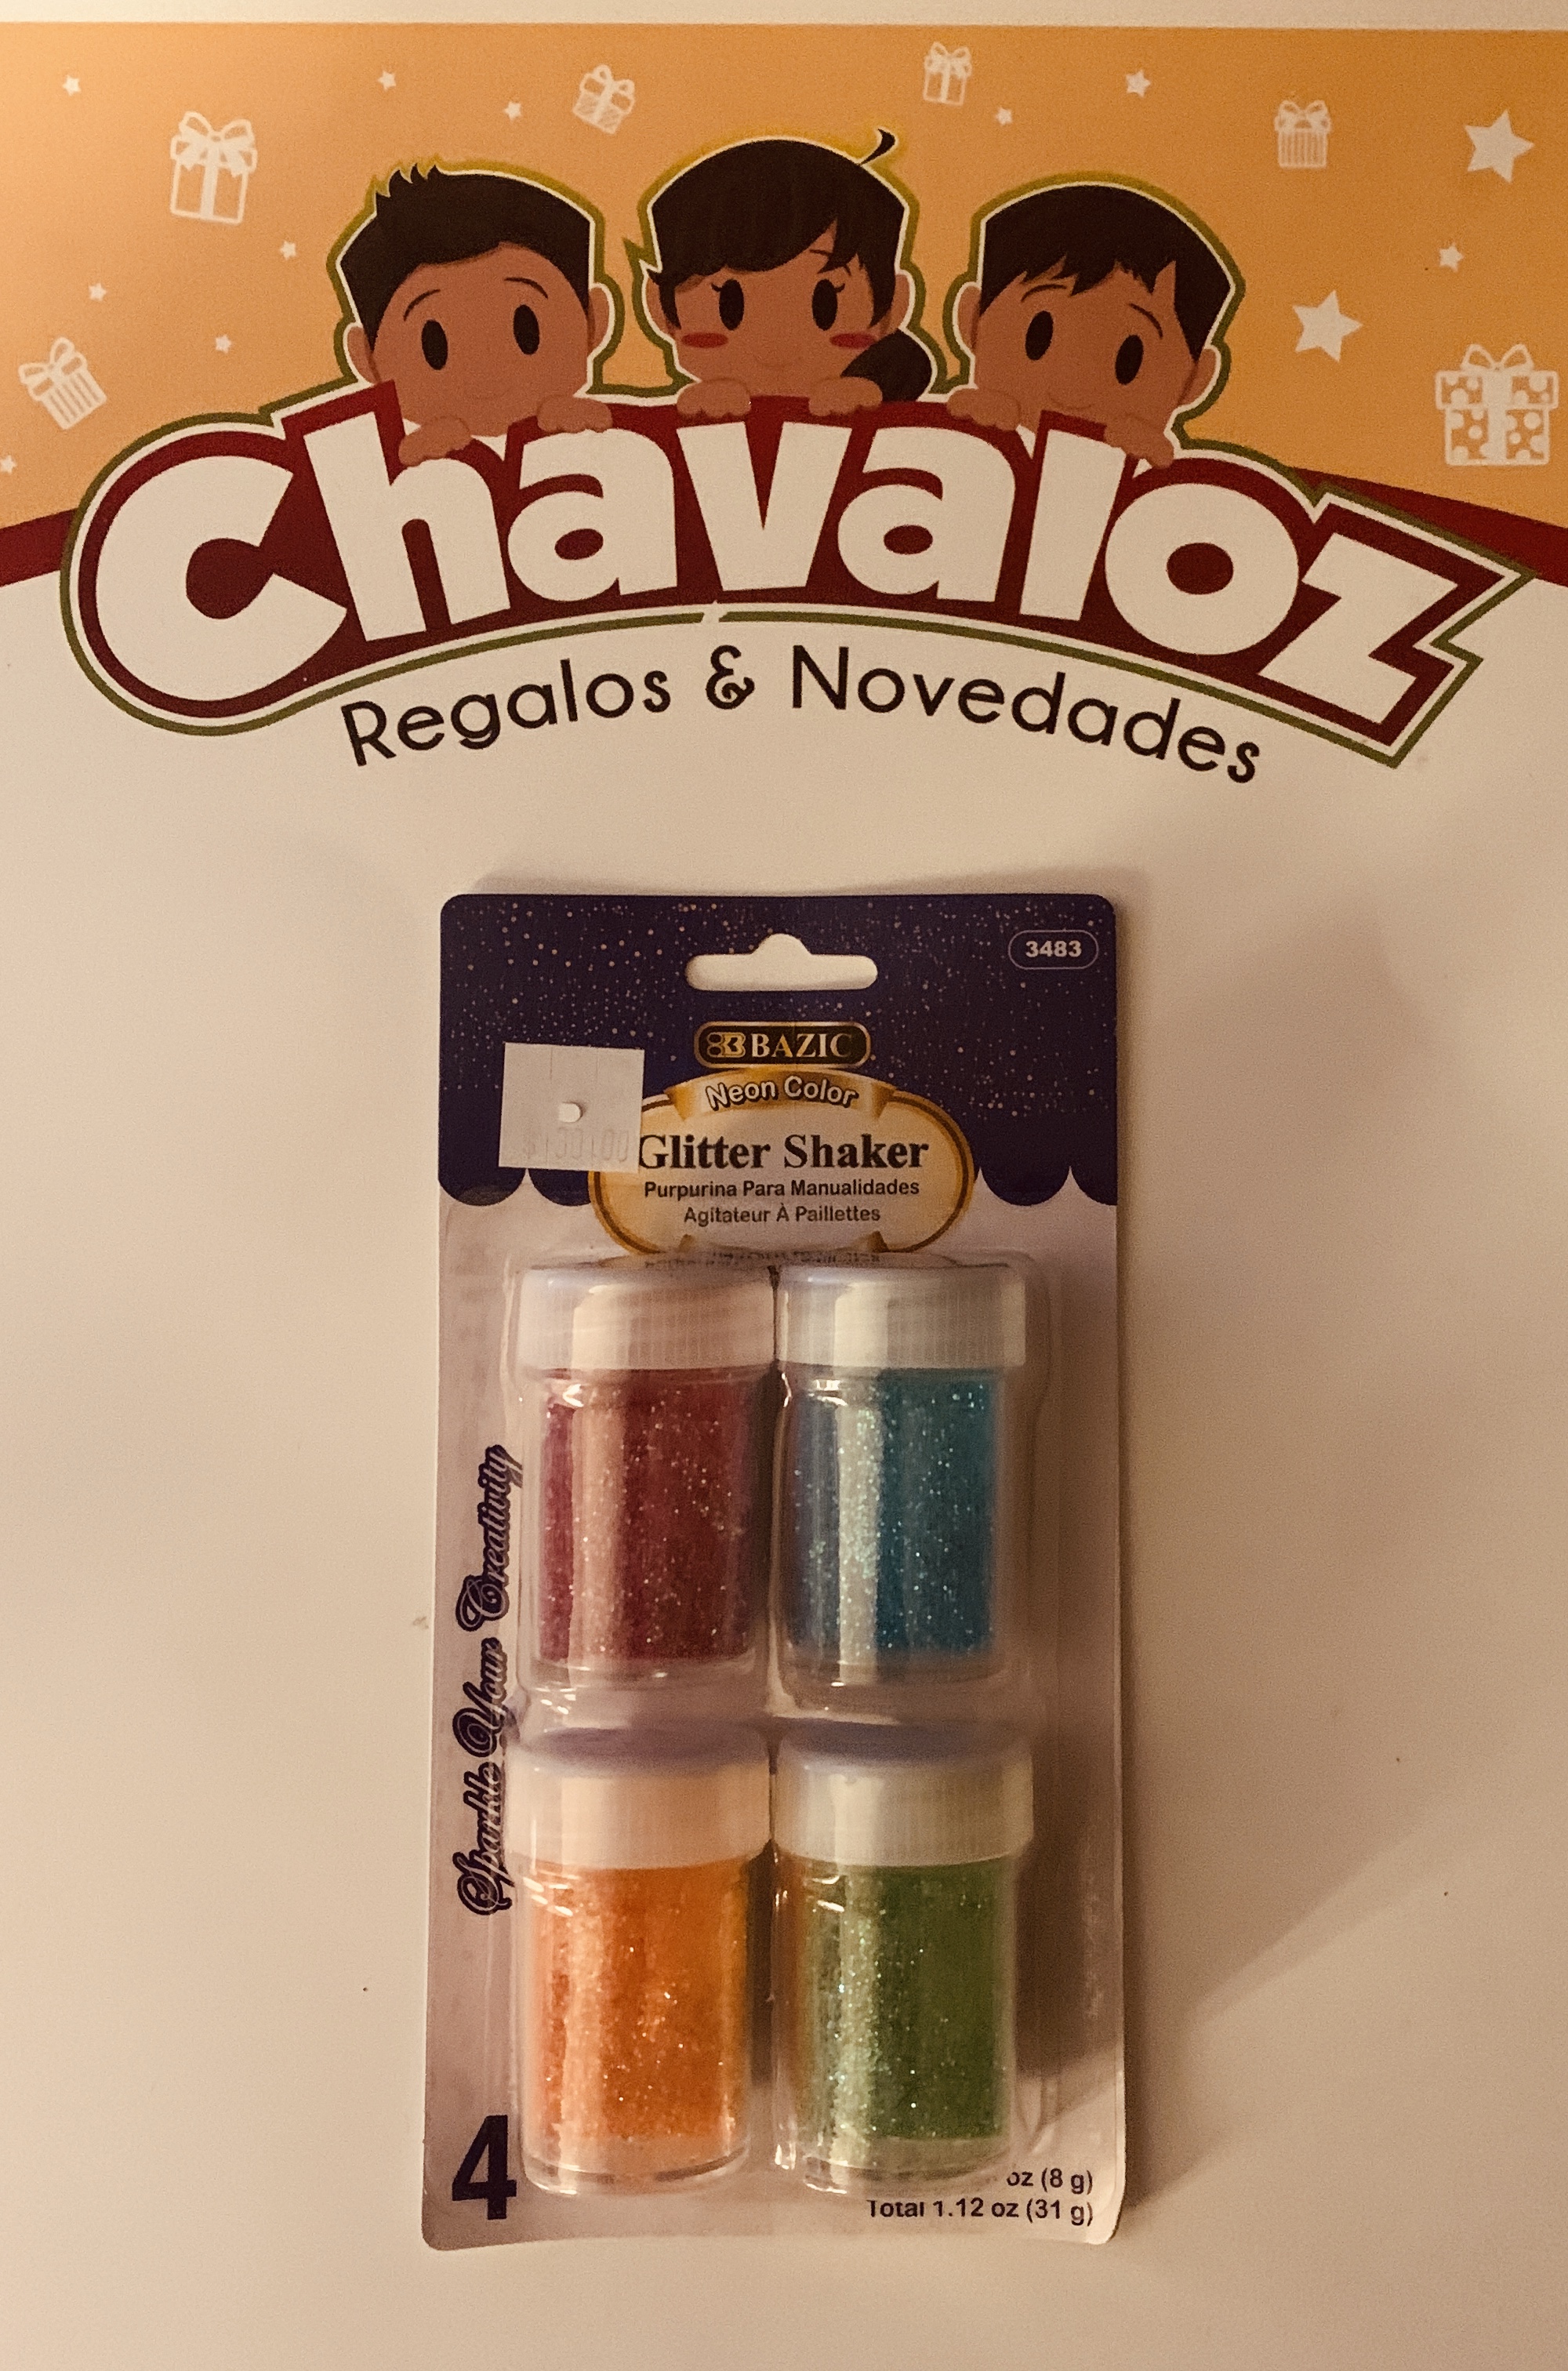 Chavaloz
Regalos & Novedades
3483
BAZIC
Neon Color
Glitter Shaker
Purpurina Para Manualidades
Agitateur À Paillettes
Sparkle Your Creativity
4
oz (8 g)
Total 1.12 oz (31 g)